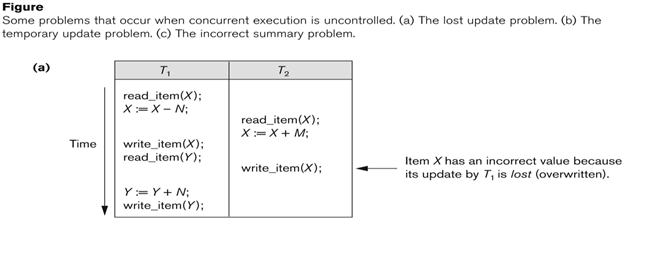 Figure
Some problems that occur when concurrent execution is uncontrolled. (a) The lost update problem. (b) The
temporary update problem. (c) The incorrect summary problem.
(a)
T₁ T₂
read_item(X);
X := X – N;
read_item(X);
X := X + M;
Time
write_item(X);
read_item(Y);
write_item(X);
Item X has an incorrect value because
its update by T₁ is lost (overwritten).
Y := Y + N;
write_item(Y);